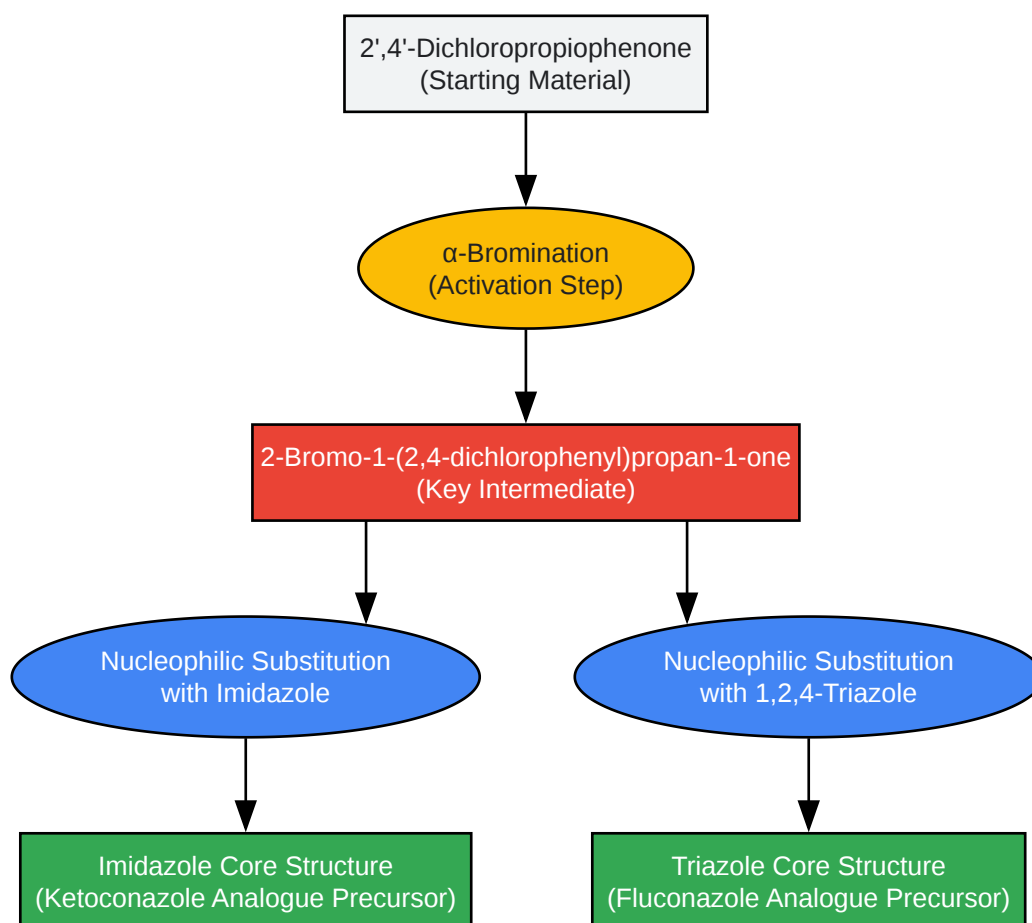 2',4'-Dichloropropiophenone
(Starting Material)
α-Bromination
(Activation Step)
2-Bromo-1-(2,4-dichlorophenyl)propan-1-one
(Key Intermediate)
Nucleophilic Substitution
with Imidazole
Nucleophilic Substitution
with 1,2,4-Triazole
Imidazole Core Structure
(Ketoconazole Analogue Precursor)
Triazole Core Structure
(Fluconazole Analogue Precursor)